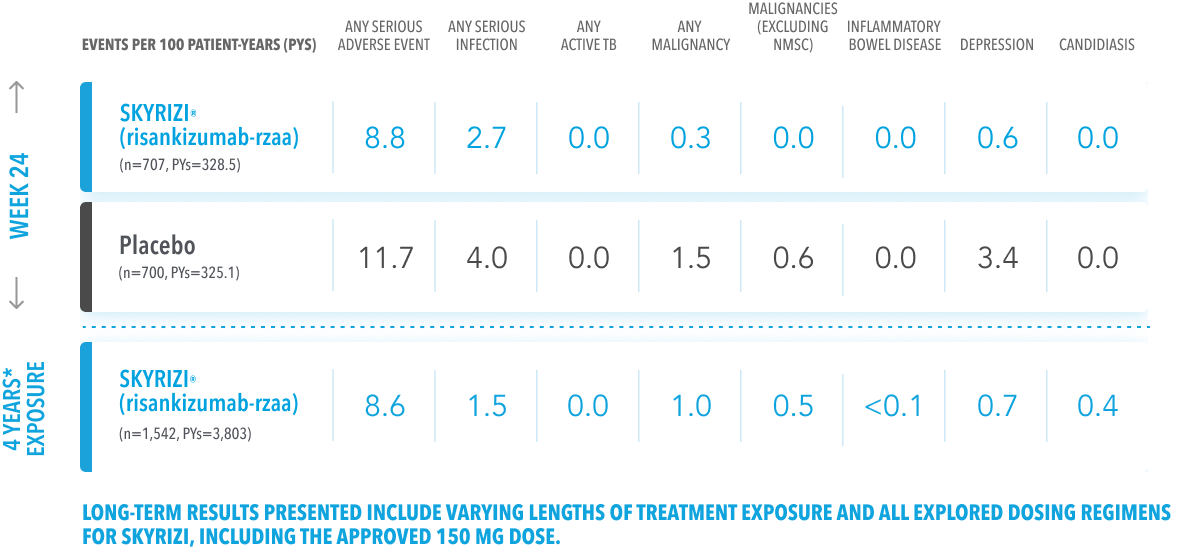 EVENTS PER 100 PATIENT-YEARS (PYS)
ANY SERIOUS
ADVERSE EVENT
ANY SERIOUS
INFECTION
ANY
ACTIVE TB
ANY
MALIGNANCY
MALIGNANCIES
(EXCLUDING
NMSC)
INFLAMMATORY
BOWEL DISEASE
DEPRESSION
CANDIDIASIS
WEEK 24
SKYRIZI®
(risankizumab-rzaa)
(n=707, PYs=328.5)
8.8 2.7 0.0 0.3 0.0 0.0 0.6 0.0
Placebo
(n=700, PYs=325.1)
11.7 4.0 0.0 1.5 0.6 0.0 3.4 0.0
4 YEARS*
EXPOSURE
SKYRIZI®
(risankizumab-rzaa)
(n=1,542, PYs=3,803)
8.6 1.5 0.0 1.0 0.5 <0.1 0.7 0.4
LONG-TERM RESULTS PRESENTED INCLUDE VARYING LENGTHS OF TREATMENT EXPOSURE AND ALL EXPLORED DOSING REGIMENS
FOR SKYRIZI, INCLUDING THE APPROVED 150 MG DOSE.